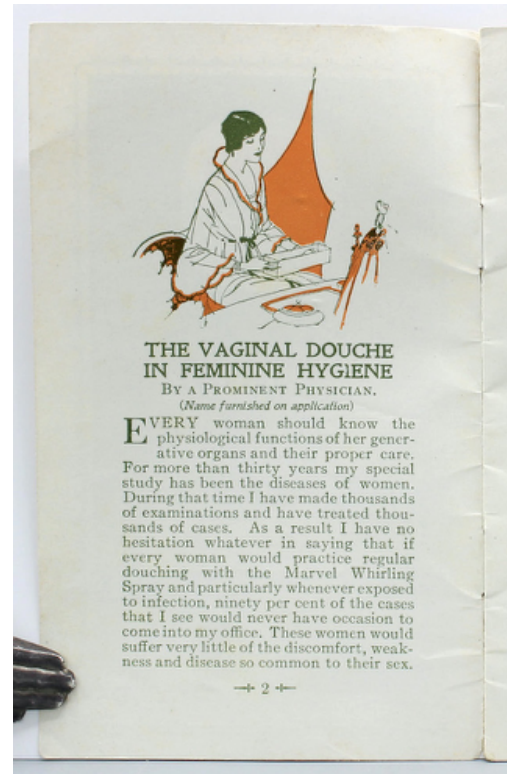 THE VAGINAL DOUCHE
IN FEMININE HYGIENE
BY A PROMINENT PHYSICIAN.
(Name furnished on application)
EVERY woman should know the
physiological functions of her gener-
ative organs and their proper care.
For more than thirty years my special
study has been the diseases of women.
During that time I have made thousands
of examinations and have treated thou-
sands of cases. As a result I have no
hesitation whatever in saying that if
every woman would practice regular
douching with the Marvel Whirling
Spray and particularly whenever exposed
to infection, ninety per cent of the cases
that I see would never have occasion to
come into my office. These women would
suffer very little of the discomfort, weak-
ness and disease so common to their sex.
2